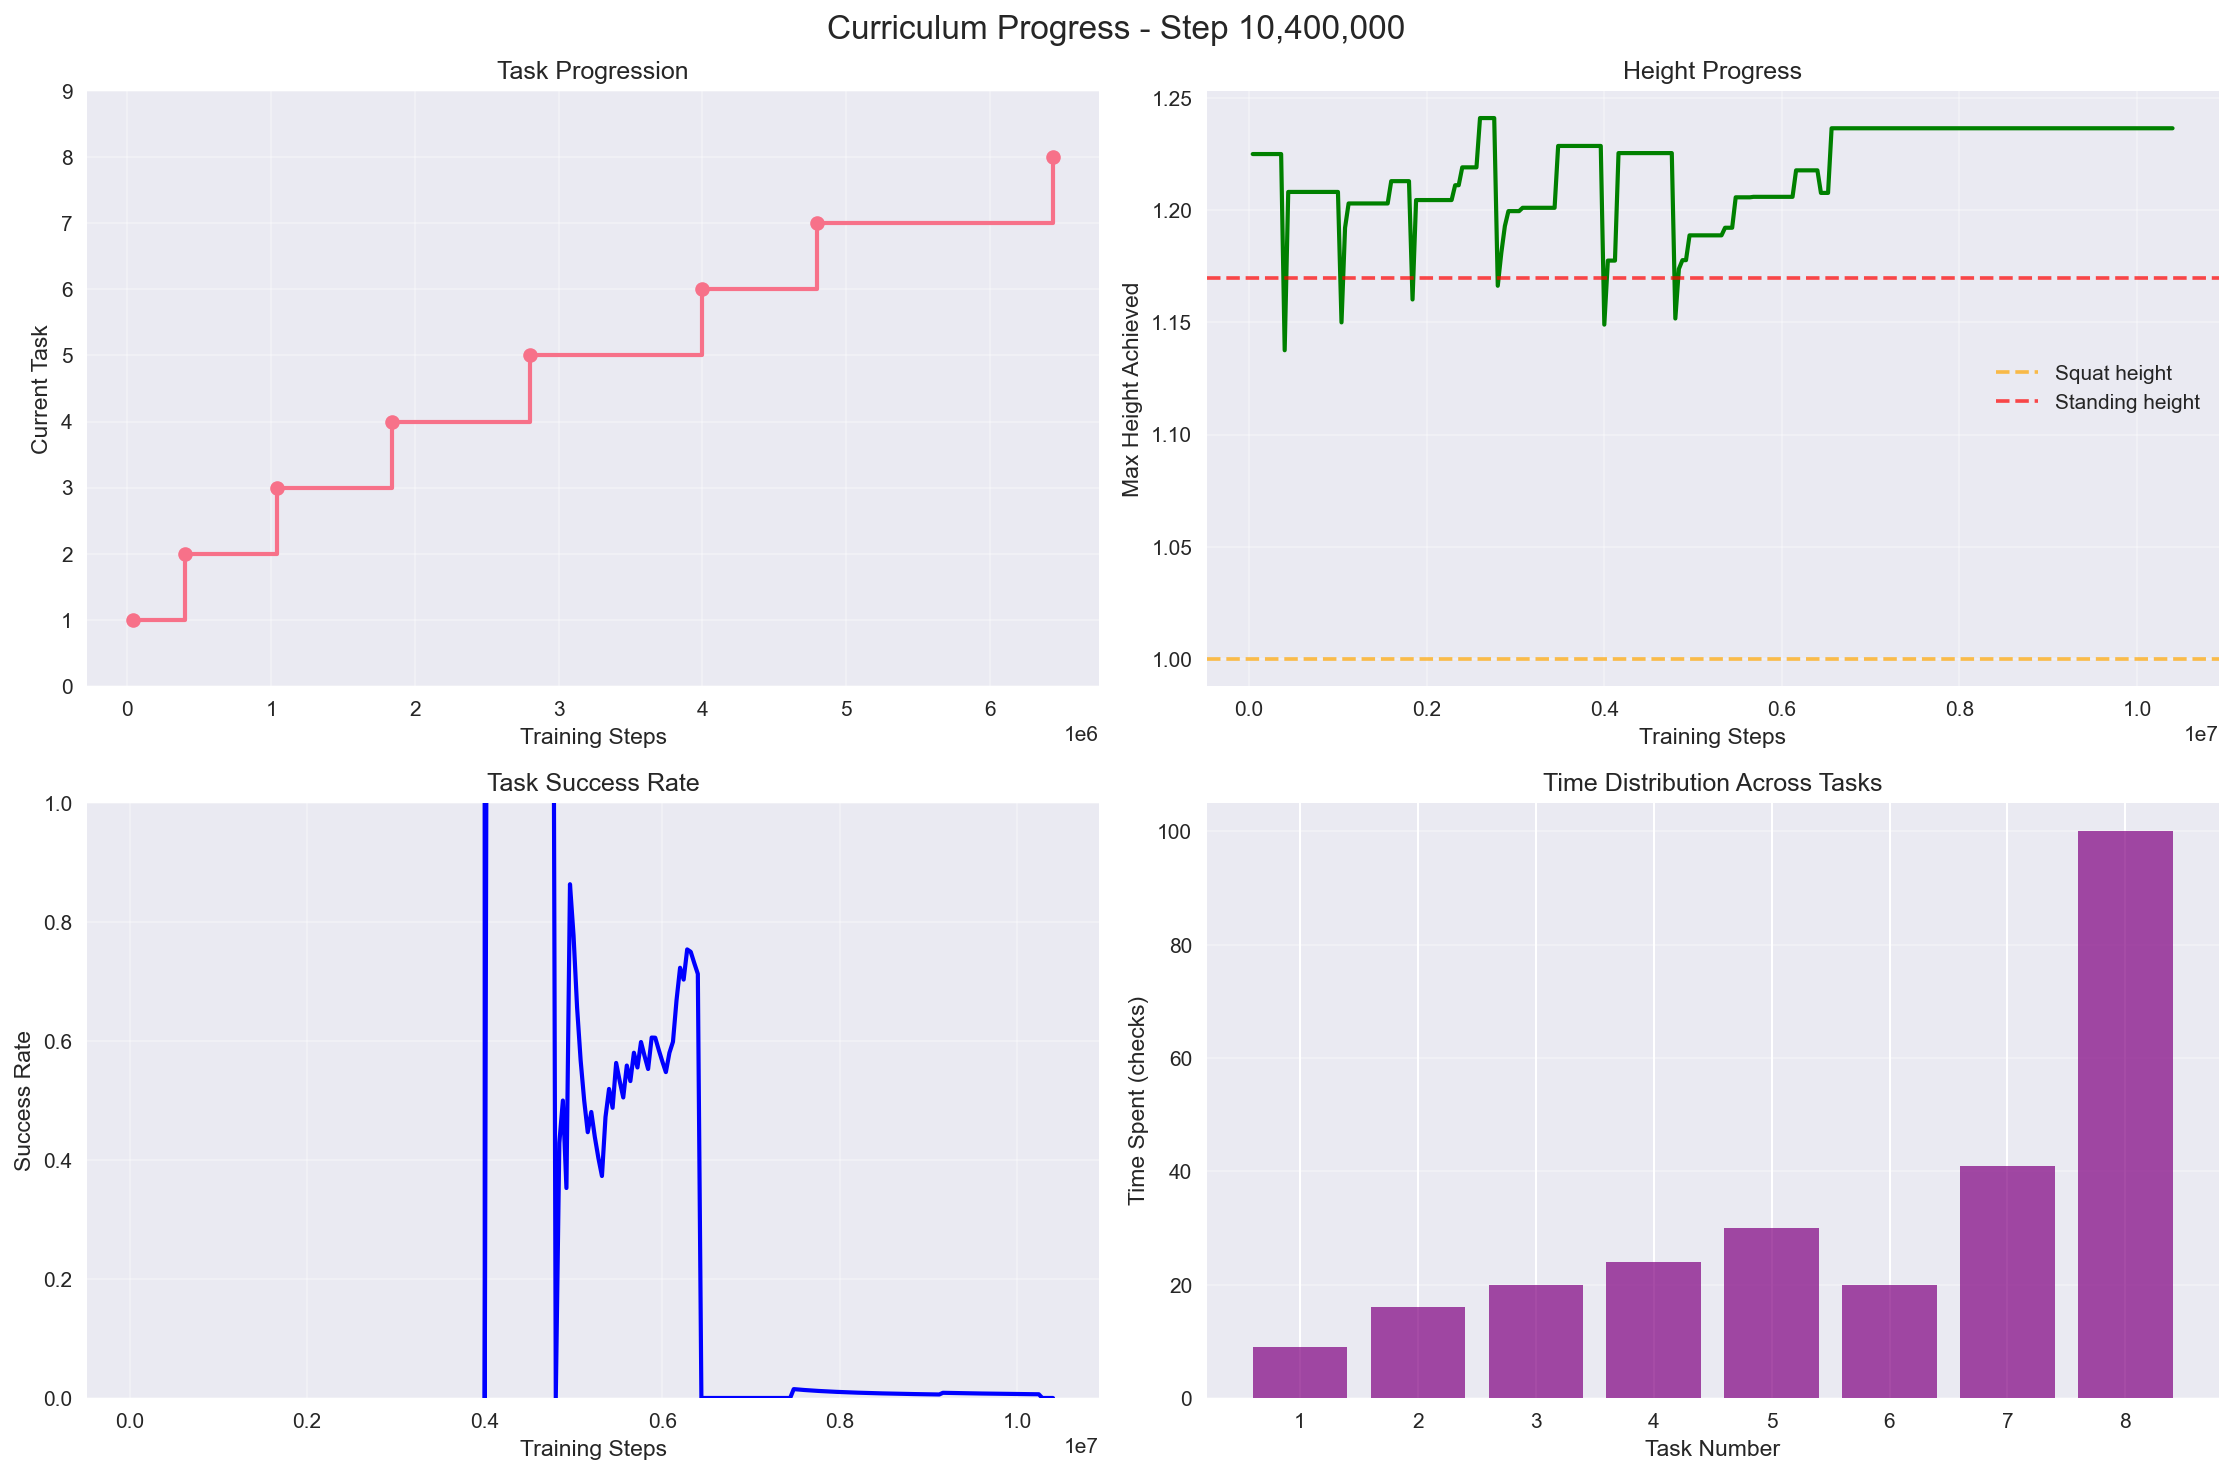 Curriculum Progress - Step 10,400,000
Task Progression
9
8
7
6
5
4
3
2
1
0
Current Task
0 1 2 3 4 5 6
1e6
Training Steps
Height Progress
1.25
1.20
1.15
1.10
1.05
1.00
Max Height Achieved
Squat height
Standing height
0.0 0.2 0.4 0.6 0.8 1.0
1e7
Training Steps
Task Success Rate
1.0
0.8
0.6
0.4
0.2
0.0
Success Rate
0.0 0.2 0.4 0.6 0.8 1.0
1e7
Training Steps
Time Distribution Across Tasks
100
80
60
40
20
0
Time Spent (checks)
1 2 3 4 5 6 7 8
Task Number